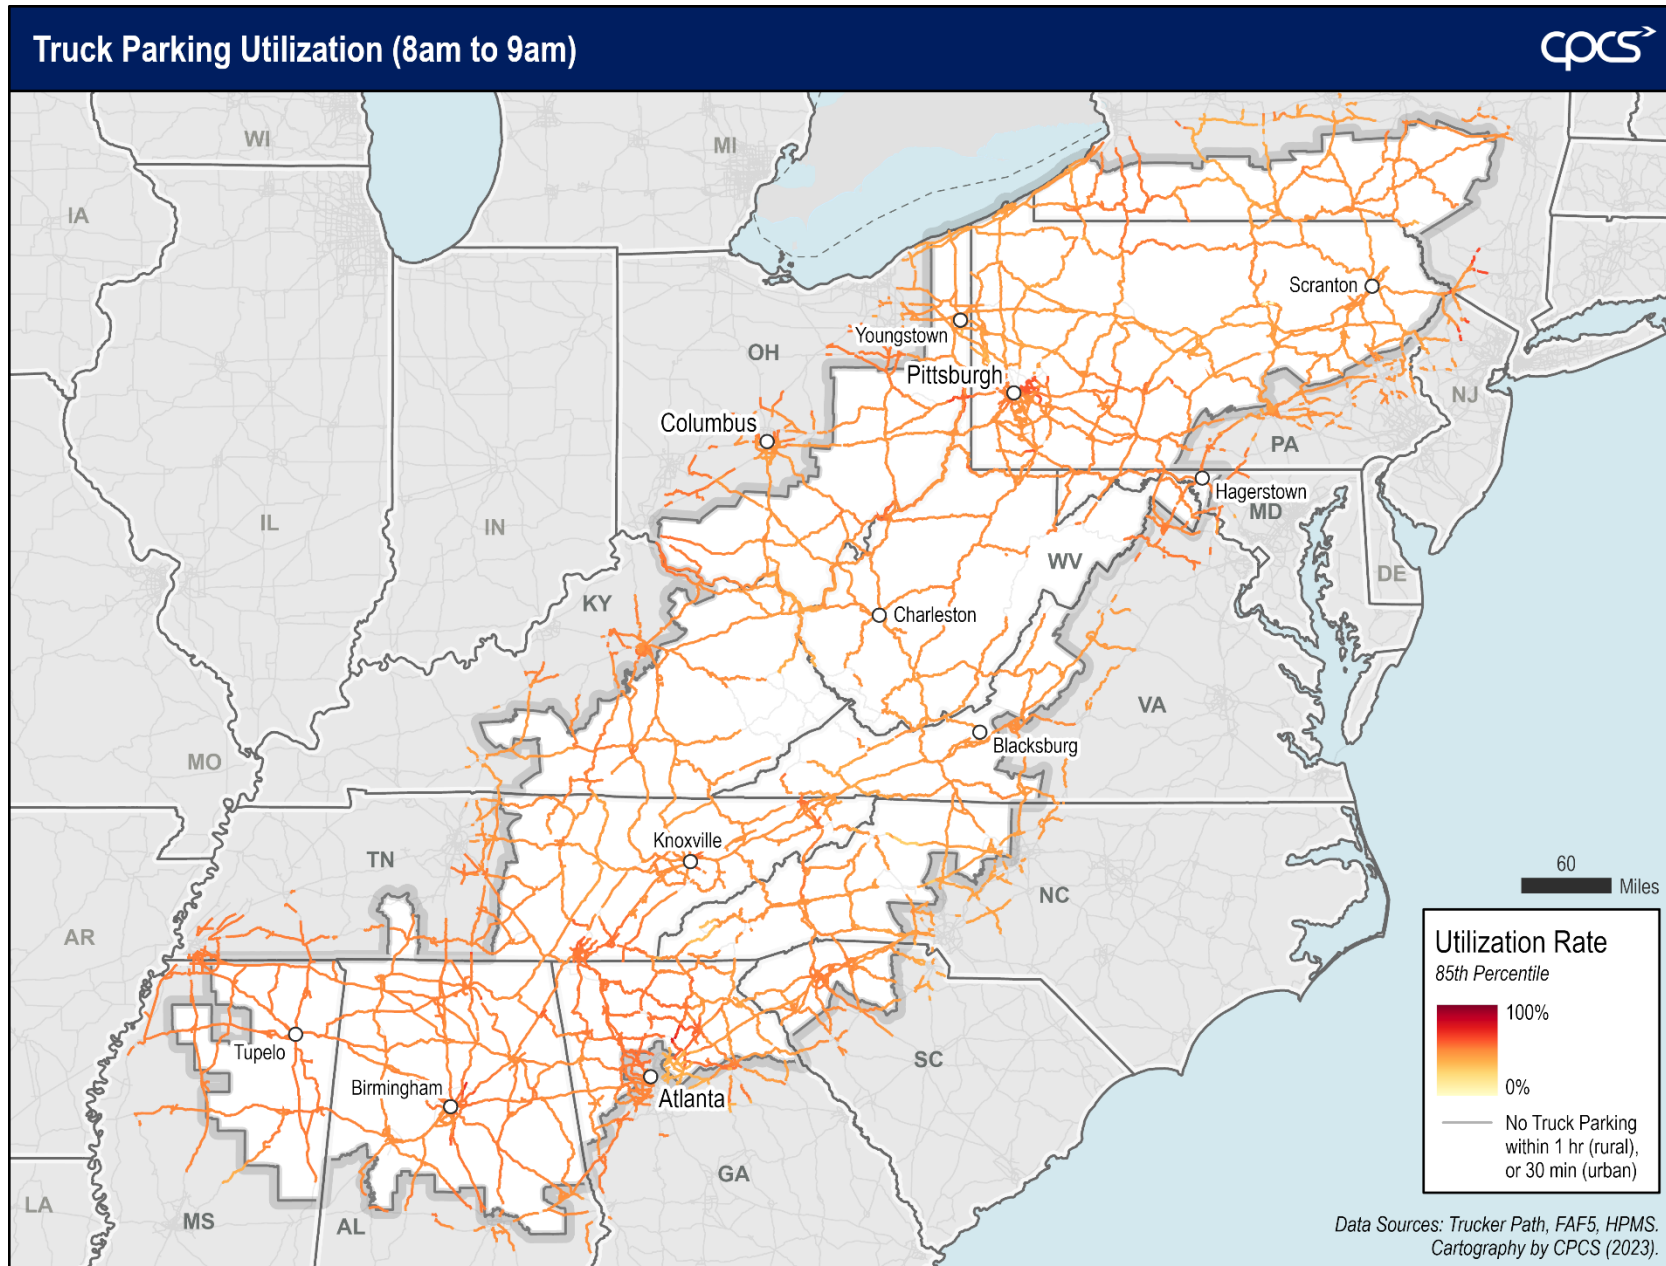 Truck Parking Utilization (8am to 9am)
cpcs
WI
MI
IA
Scranton
Youngstown
OH
Pittsburgh
NJ
Columbus
PA
Hagerstown
MD
IL
IN
WV
DE
KY
Charleston
VA
Blacksburg
MO
Knoxville
TN
NC
AR
60
Miles
Utilization Rate
85th Percentile
100%
0%
No Truck Parking
within 1 hr (rural),
or 30 min (urban)
Tupelo
SC
Birmingham
Atlanta
GA
LA
MS
AL
Data Sources: Trucker Path, FAF5, HPMS.
Cartography by CPCS (2023).